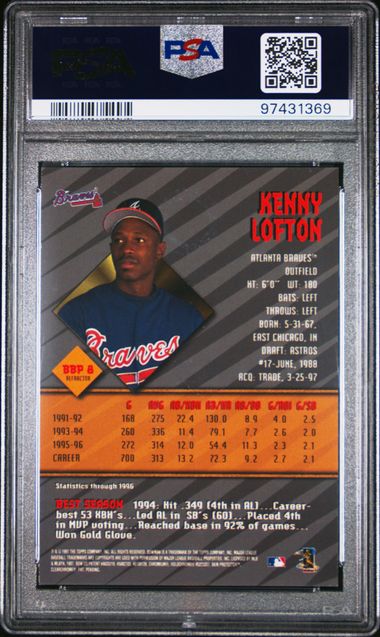 PSA
97431369
Braves
KENNY
LOFTON
ATLANTA BRAVES™
OUTFIELD
HT: 6'0" WT: 180
BATS: LEFT
THROWS: LEFT
BORN: 5-31-67,
EAST CHICAGO, IN
DRAFT: ASTROS
#17-JUNE, 1988
ACQ: TRADE, 3-25-97
Braves
BBP 8
REFRACTOR
G AVG AB/HR AB/RBI G/SB
1991-92 168 275 22.4 130.0 8.9 4.0 2.5
1993-94 260 336 11.4 79.1 7.7 2.6 2.0
1995-96 272 314 12.0 54.4 11.3 2.3 2.1
CAREER 700 313 13.2 72.3 9.2 2.7 2.1
Statistics through 1996
BEST SEASON 1994: Hit .349 (4th in AL)...Career-
best 53 XBH's...Led AL in SB's (60)...Placed 4th
in MVP voting...Reached base in 92% of games...
Won Gold Glove.